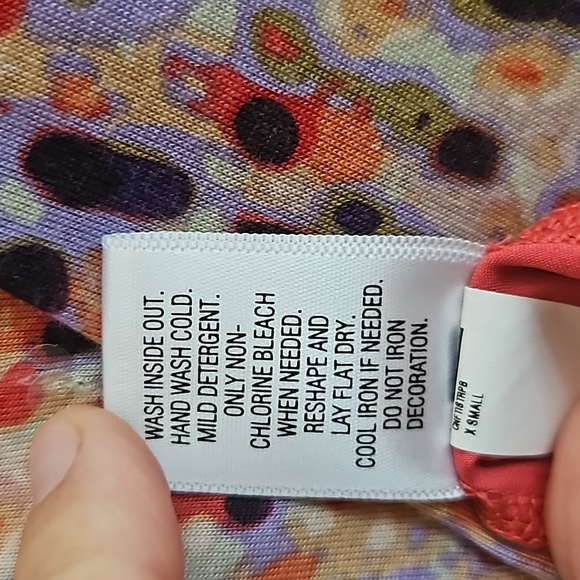 WASH INSIDE OUT.
HAND WASH COLD.
MILD DETERGENT.
ONLY NON-
CHLORINE BLEACH
WHEN NEEDED.
RESHAPE AND
LAY FLAT DRY.
COOL IRON IF NEEDED.
DO NOT IRON
DECORATION.
X.SMALL